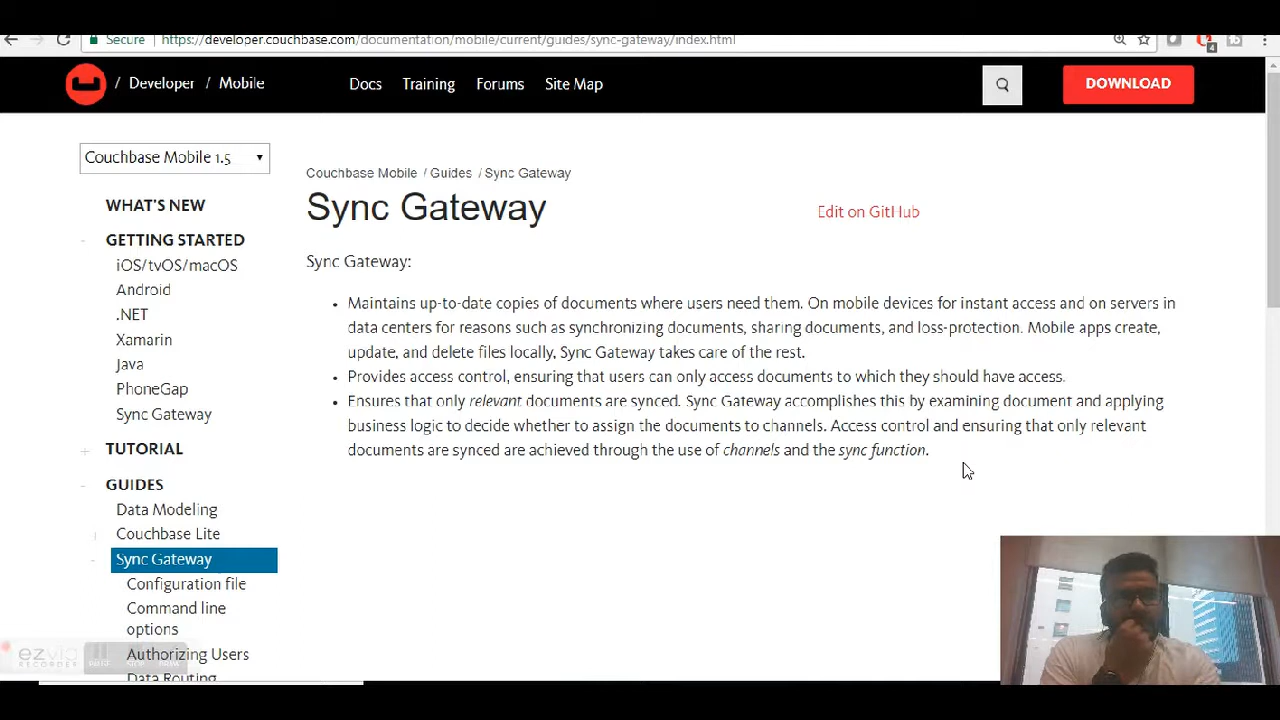 Secure
https://developer.couchbase.com/documentation/mobile/current/guides/sync-gateway/index.html
4
/ Developer / Mobile
Docs
Training
Forums
Site Map
DOWNLOAD
Couchbase Mobile 1.5
WHAT'S NEW
GETTING STARTED
iOS/tvOS/macOS
Android
.NET
Xamarin
Java
PhoneGap
Sync Gateway
TUTORIAL
GUIDES
Data Modeling
Couchbase Lite
Sync Gateway
Configuration file
Command line
options
Authorizing Users
Data Routing
Couchbase Mobile / Guides / Sync Gateway
Sync Gateway
Edit on GitHub
Sync Gateway:
Maintains up-to-date copies of documents where users need them. On mobile devices for instant access and on servers in
data centers for reasons such as synchronizing documents, sharing documents, and loss-protection. Mobile apps create,
update, and delete files locally, Sync Gateway takes care of the rest.
Provides access control, ensuring that users can only access documents to which they should have access.
Ensures that only relevant documents are synced. Sync Gateway accomplishes this by examining document and applying
business logic to decide whether to assign the documents to channels. Access control and ensuring that only relevant
documents are synced are achieved through the use of channels and the sync function.
ezvid
RECORDER